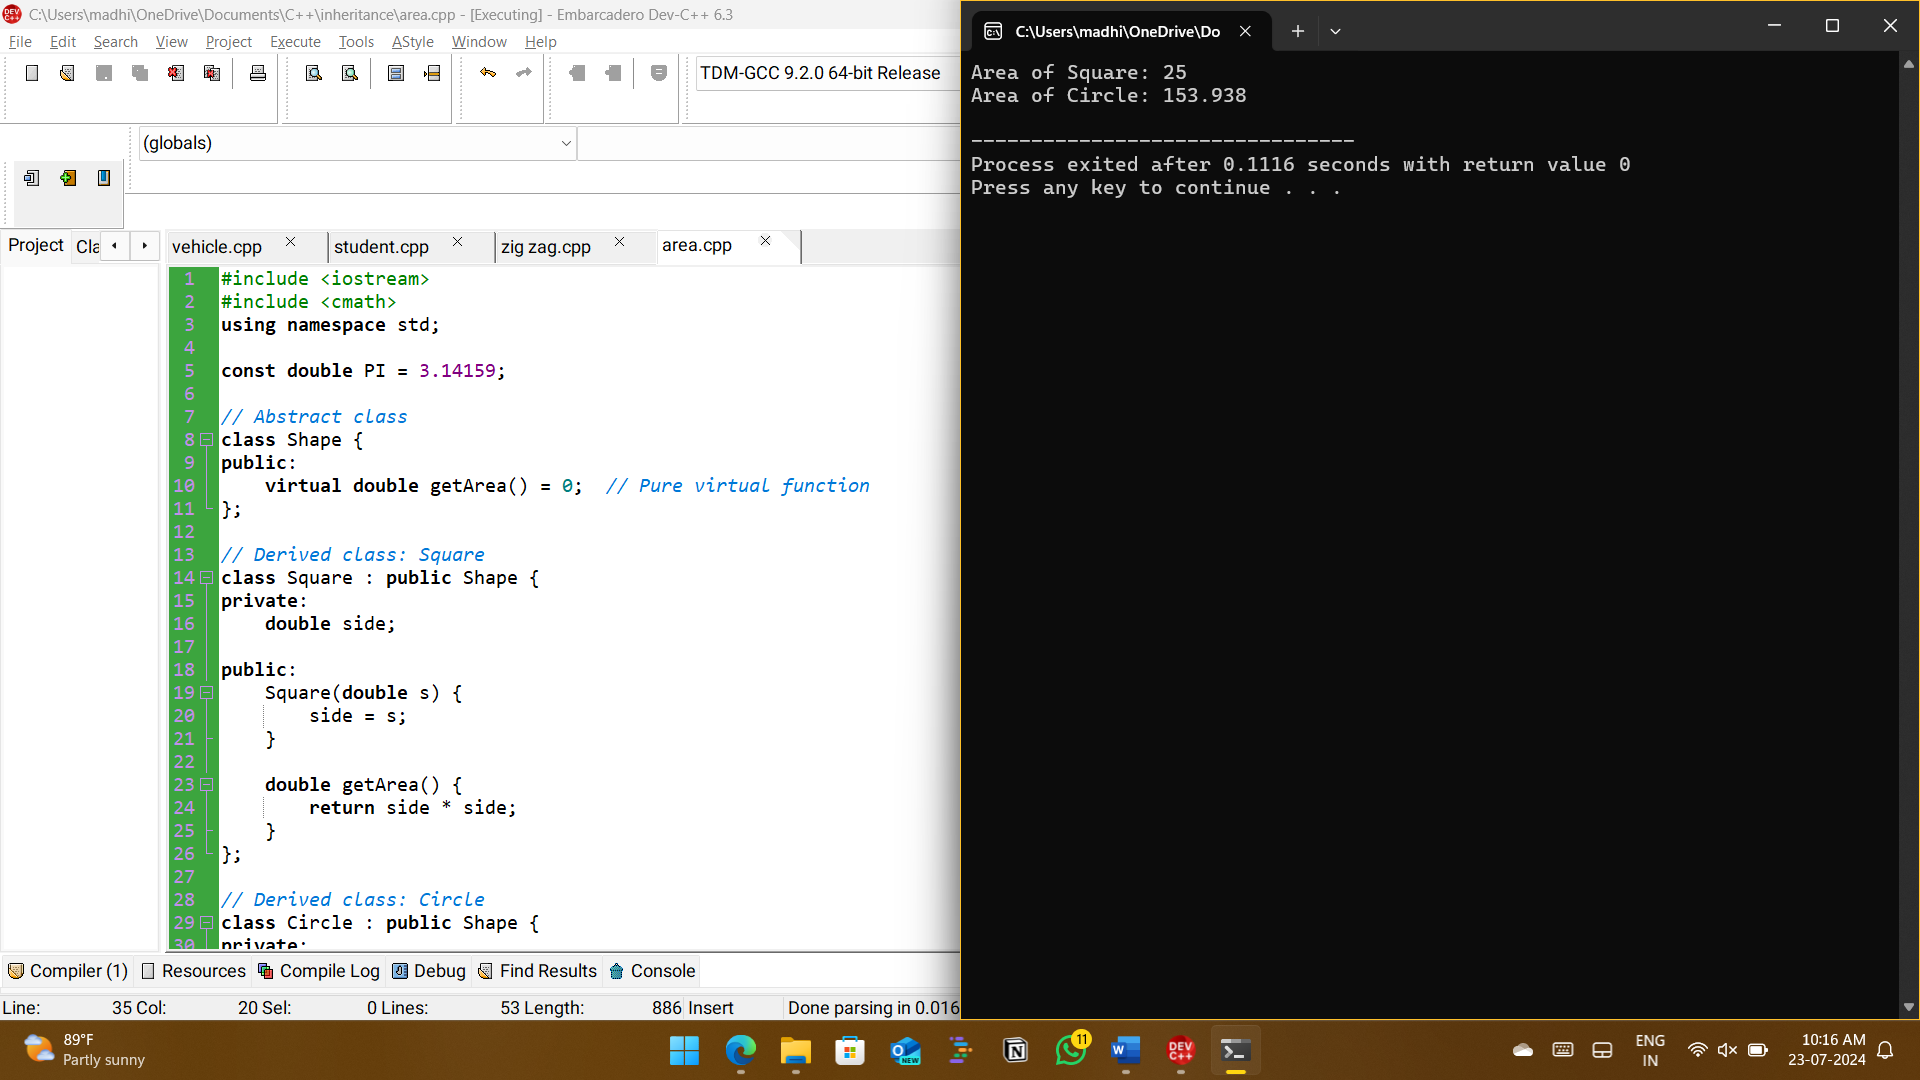 C:\Users\madhi\OneDrive\Documents\C++\inheritance\area.cpp - [Executing] - Embarcadero Dev-C++ 6.3
File Edit Search View Project Execute Tools AStyle Window Help
TDM-GCC 9.2.0 64-bit Release
(globals)
Project Cla
vehicle.cpp student.cpp zig zag.cpp area.cpp
1 #include <iostream>
2 #include <cmath>
3 using namespace std;
4
5 const double PI = 3.14159;
6
7 // Abstract class
8 class Shape {
9 public:
10     virtual double getArea() = 0;  // Pure virtual function
11 };
12
13 // Derived class: Square
14 class Square : public Shape {
15 private:
16     double side;
17
18 public:
19     Square(double s) {
20         side = s;
21     }
22
23     double getArea() {
24         return side * side;
25     }
26 };
27
28 // Derived class: Circle
29 class Circle : public Shape {
30 private:
Compiler (1) Resources Compile Log Debug Find Results Console
Line: 35 Col: 20 Sel: 0 Lines: 53 Length: 886 Insert Done parsing in 0.016
C:\Users\madhi\OneDrive\Do
Area of Square: 25
Area of Circle: 153.938
--------------------------------
Process exited after 0.1116 seconds with return value 0
Press any key to continue . . .
89°F
Partly sunny
NEW
11
DEV
C++
ENG
IN
10:16 AM
23-07-2024